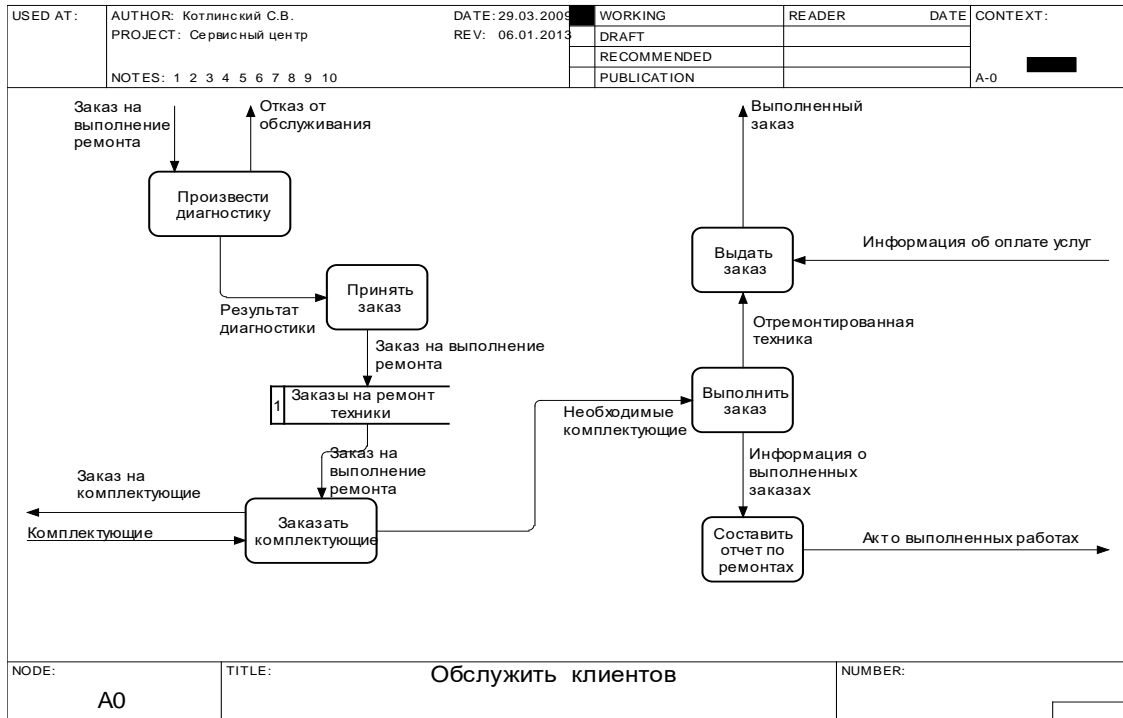 USED AT:
AUTHOR: Котлинский С.В.
DATE: 29.03.2009
PROJECT: Сервисный центр
REV: 06.01.2013
NOTES: 1 2 3 4 5 6 7 8 9 10
WORKING
DRAFT
RECOMMENDED
PUBLICATION
READER
DATE
CONTEXT:
A-0
Заказ на
выполнение
ремонта
Отказ от
обслуживания
Произвести
диагностику
Результат
диагностики
Принять
заказ
Заказ на выполнение
ремонта
1
Заказы на ремонт
техники
Заказ на
выполнение
ремонта
Заказ на
комплектующие
Комплектующие
Заказать
комплектующие
Необходимые
комплектующие
Выполненный
заказ
Выдать
заказ
Информация об оплате услуг
Отремонтированная
техника
Выполнить
заказ
Информация о
выполненных
заказах
Составить
отчет по
ремонтах
Акт о выполненных работах
NODE:
A0
TITLE:
Обслужить клиентов
NUMBER: